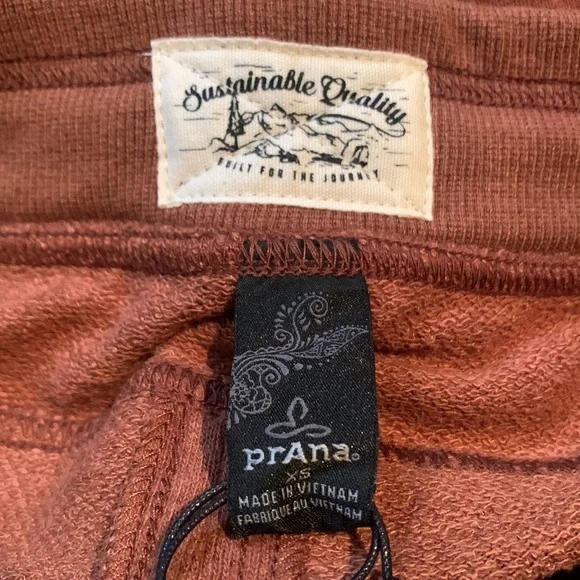 Sustainable Quality
BUILT FOR THE JOURNEY
prAna®
XS
MADE IN VIETNAM
FABRIQUE AU VIETNAM